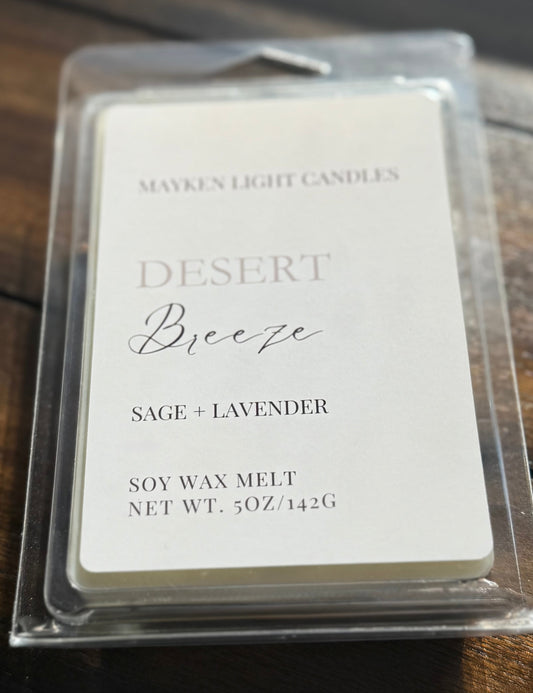 MAYKEN LIGHT CANDLES
DESERT
Breeze
SAGE + LAVENDER
SOY WAX MELT
NET WT. 5OZ/142G